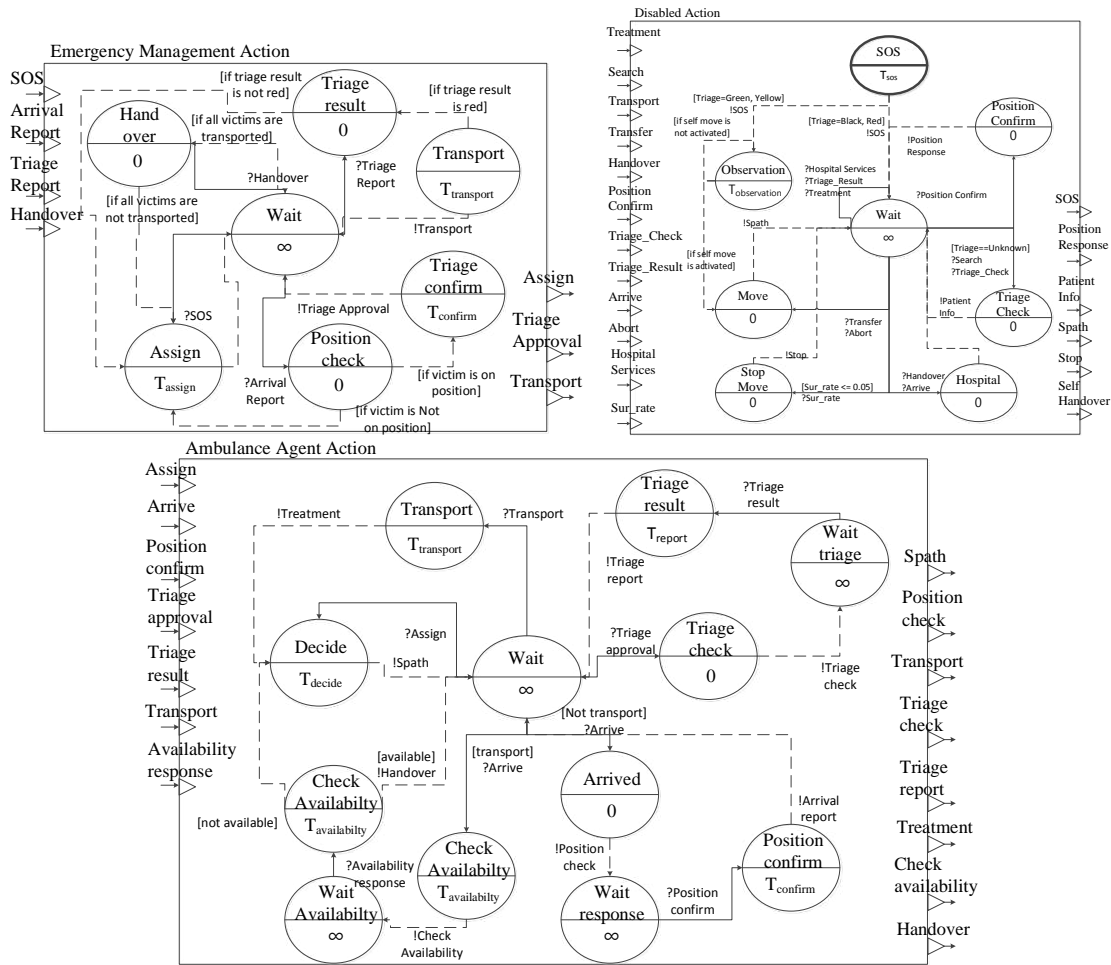 Emergency Management Action
SOS
Arrival
Report
Triage
Report
Handover
[if triage result
is not red]
Triage
result
0
[if triage result
is red]
Hand
over
0
[if all victims are
transported]
Transport
Ttransport
?Triage
Report
?Handover
[if all victims are
not transported]
Wait
∞
!Transport
Triage
confirm
Tconfirm
!Triage Approval
?SOS
Assign
Tassign
Position
check
0
?Arrival
Report
[if victim is on
position]
[if victim is Not
on position]
Assign
Triage
Approval
Transport
Disabled Action
Treatment
Search
Transport
Transfer
Handover
Position
Confirm
Triage_Check
Triage_Result
Arrive
Abort
Hospital
Services
Sur_rate
SOS
Tsos
[Triage=Green, Yellow]
!SOS
[if self move is
not activated]
[Triage=Black, Red]
!SOS
Position
Confirm
0
!Position
Response
Observation
Tobservation
?Hospital Services
?Triage_Result
?Treatment
?Position Confirm
Wait
∞
!Spath
[if self move
is activated]
[Triage==Unknown]
?Search
?Triage_Check
Move
0
!Patient
Info
Triage
Check
0
?Transfer
?Abort
!Stop
Stop
Move
0
[Sur_rate <= 0.05]
?Sur_rate
?Handover
?Arrive
Hospital
0
SOS
Position
Response
Patient
Info
Spath
Stop
Self
Handover
Ambulance Agent Action
Assign
Arrive
Position
confirm
Triage
approval
Triage
result
Transport
Availability
response
!Treatment
Transport
Ttransport
?Transport
Triage
result
Treport
?Triage
result
Wait
triage
∞
!Triage
report
Decide
Tdecide
?Assign
!Spath
Wait
∞
?Triage
approval
Triage
check
0
!Triage
check
[Not transport]
?Arrive
[transport]
?Arrive
[available]
!Handover
Check
Availabilty
Tavailabilty
[not available]
Arrived
0
!Arrival
report
Check
Availabilty
Tavailabilty
!Position
check
Position
confirm
Tconfirm
?Availability
response
Wait
Availabilty
∞
!Check
Availability
Wait
response
∞
?Position
confirm
Spath
Position
check
Transport
Triage
check
Triage
report
Treatment
Check
availability
Handover